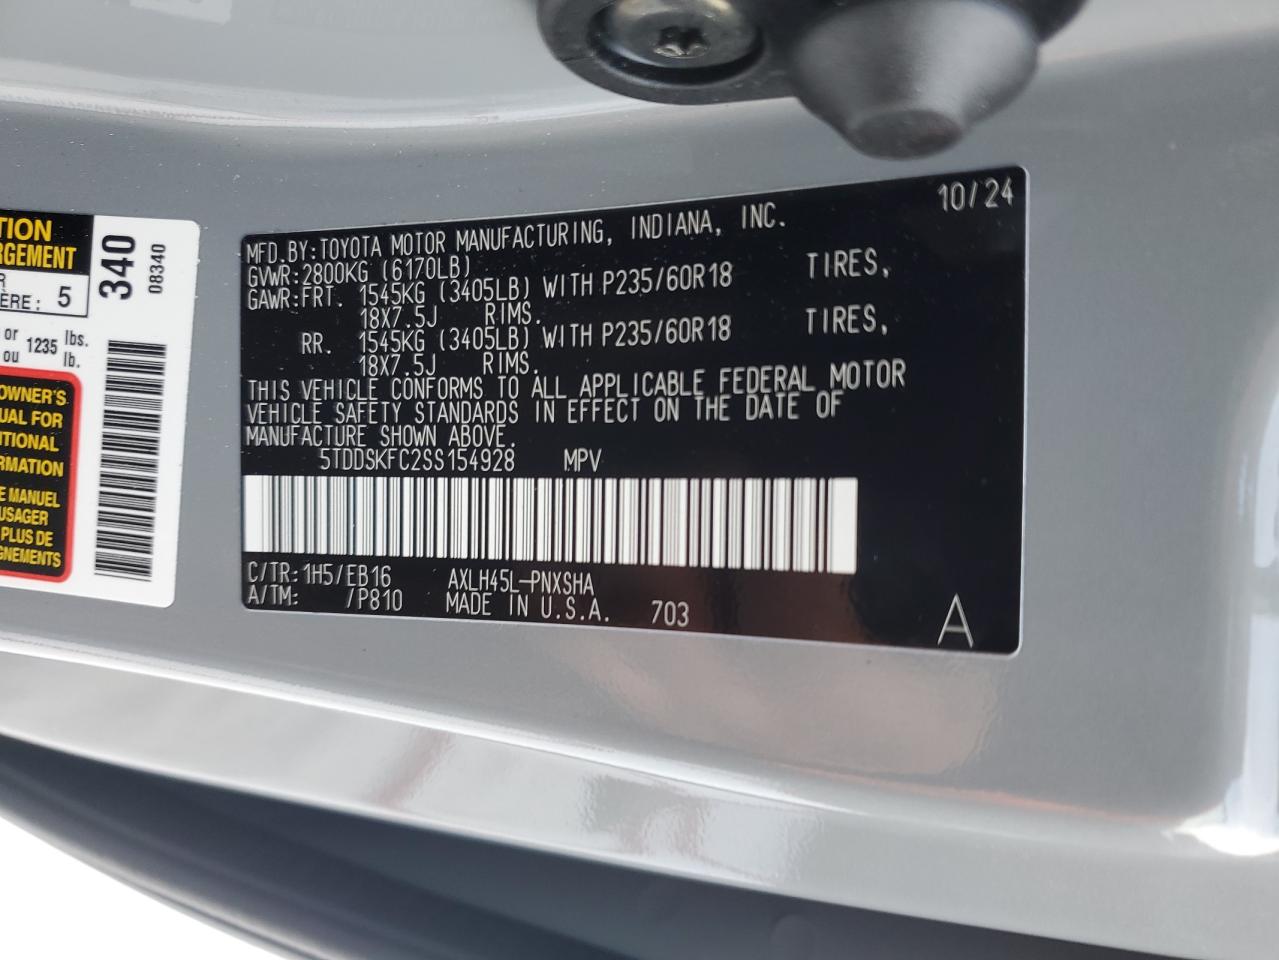 TION
RGEMENT
R
ÈRE: 5
or 1235 lbs.
ou lb.
OWNER'S
UAL FOR
ITIONAL
RMATION
E MANUEL
USAGER
PLUS DE
GNEMENTS
340
08340
10/24
MFD.BY:TOYOTA MOTOR MANUFACTURING, INDIANA, INC.
GVWR:2800KG (6170LB)
GAWR:FRT. 1545KG (3405LB) WITH P235/60R18 TIRES,
18X7.5J RIMS.
RR. 1545KG (3405LB) WITH P235/60R18 TIRES,
18X7.5J RIMS.
THIS VEHICLE CONFORMS TO ALL APPLICABLE FEDERAL MOTOR
VEHICLE SAFETY STANDARDS IN EFFECT ON THE DATE OF
MANUFACTURE SHOWN ABOVE.
5TDDSKFC2SS154928 MPV
C/TR:1H5/EB16 AXLH45L-PNXSHA
A/TM: /P810 MADE IN U.S.A. 703
A